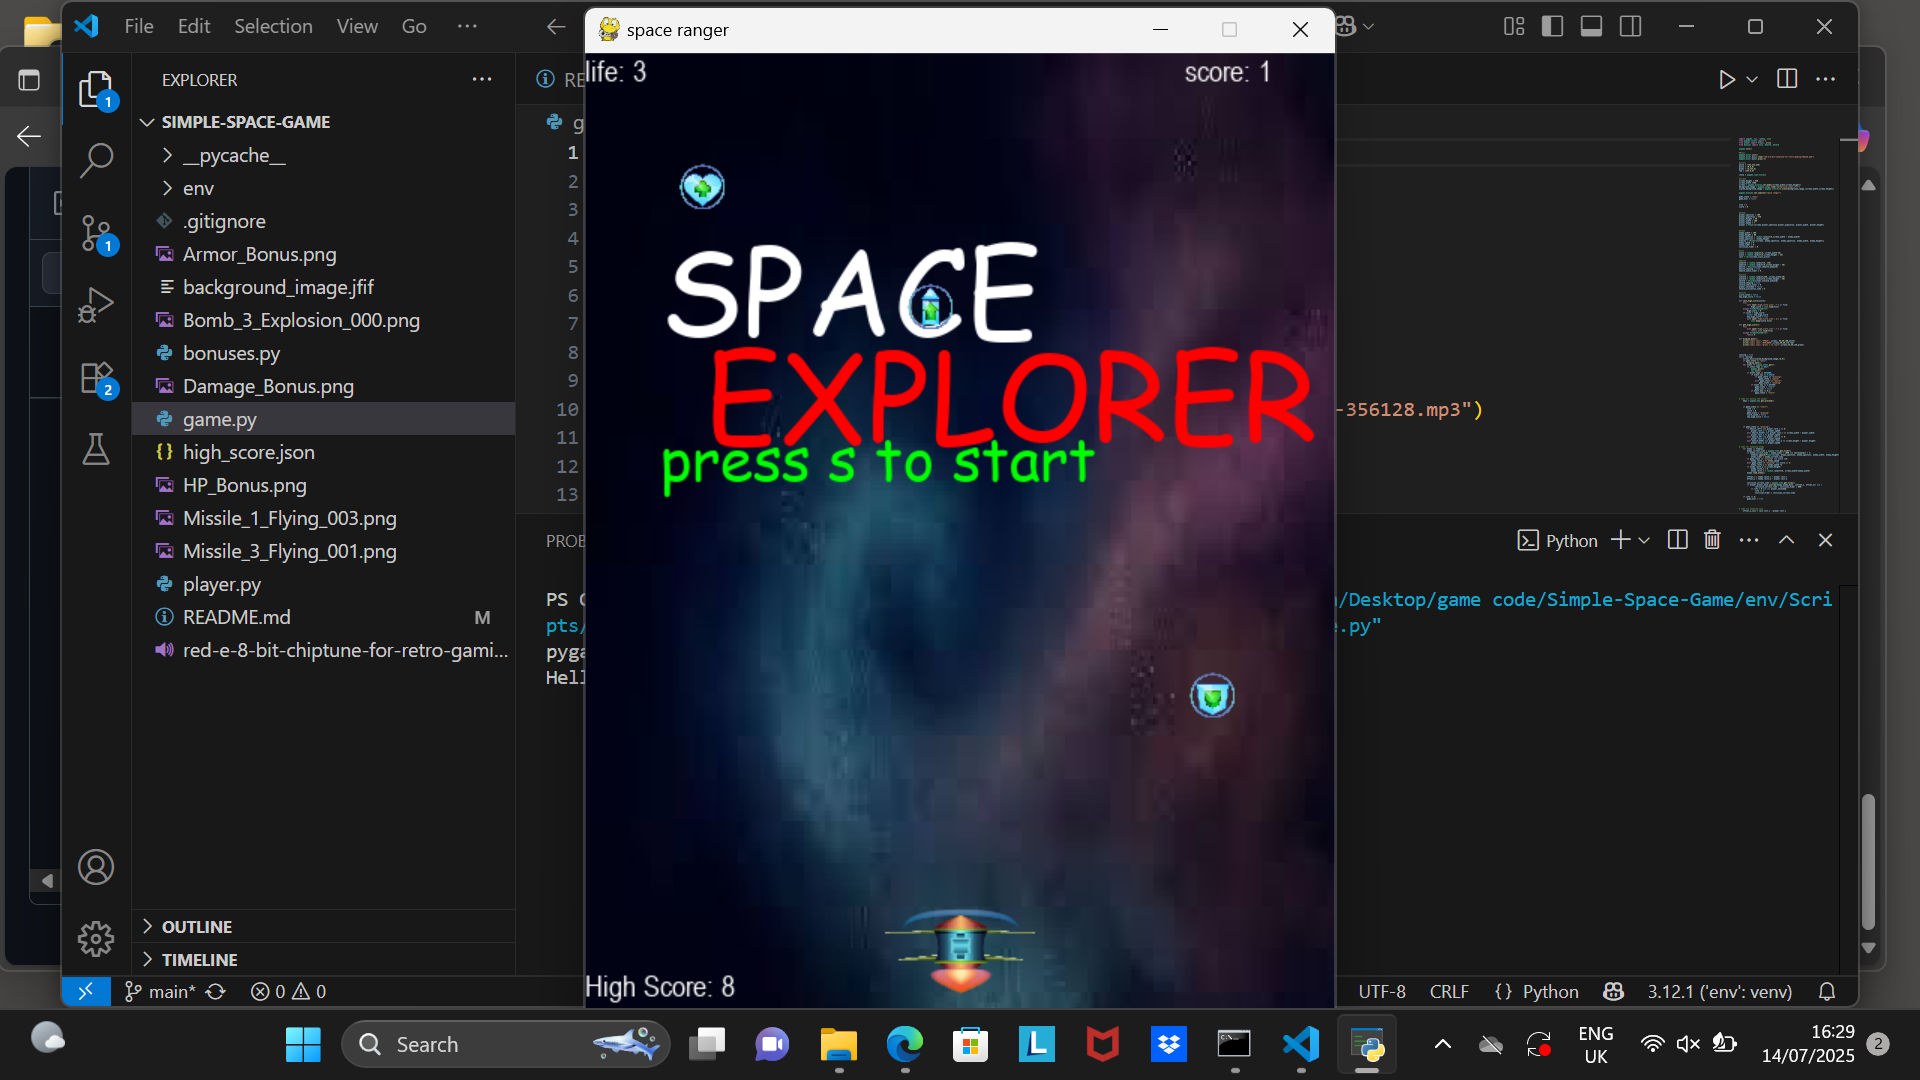 File Edit Selection View Go ···
space ranger
EXPLORER
SIMPLE-SPACE-GAME
__pycache__
env
.gitignore
Armor_Bonus.png
background_image.jfif
Bomb_3_Explosion_000.png
bonuses.py
Damage_Bonus.png
game.py
high_score.json
HP_Bonus.png
Missile_1_Flying_003.png
Missile_3_Flying_001.png
player.py
README.md M
red-e-8-bit-chiptune-for-retro-gami...
OUTLINE
TIMELINE
1
1
2
RE
g
1
2
3
4
5
6
7
8
9
10
11
12
13
-356128.mp3")
life: 3
score: 1
SPACE
EXPLORER
press s to start
High Score: 8
PROB
Python
PS C
/Desktop/game code/Simple-Space-Game/env/Scri
pts/
.py"
pyga
Hell
main* 0 0
UTF-8 CRLF {} Python 3.12.1 ('env': venv)
Search
ENG
UK
16:29
14/07/2025
2